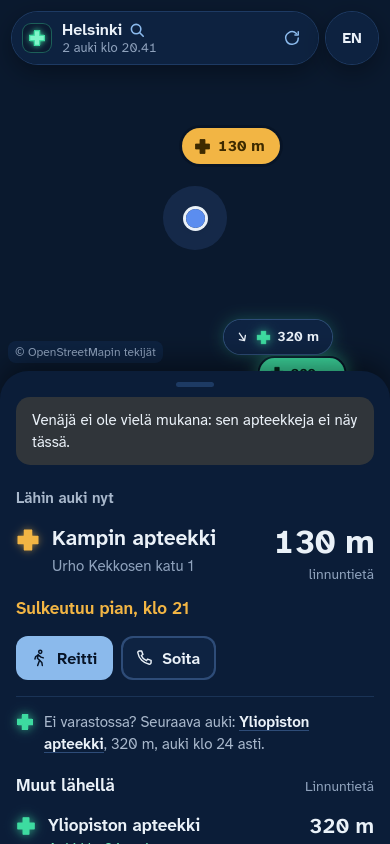 Helsinki
2 auki klo 20.41
EN
130 m
320 m
© OpenStreetMapin tekijät
Venäjä ei ole vielä mukana: sen apteekkeja ei näy
tässä.
Lähin auki nyt
Kampin apteekki
130 m
Urho Kekkosen katu 1
linnuntietä
Sulkeutuu pian, klo 21
Reitti
Soita
Ei varastossa? Seuraava auki: Yliopiston
apteekki, 320 m, auki klo 24 asti.
Muut lähellä
Linnuntietä
Yliopiston apteekki
320 m